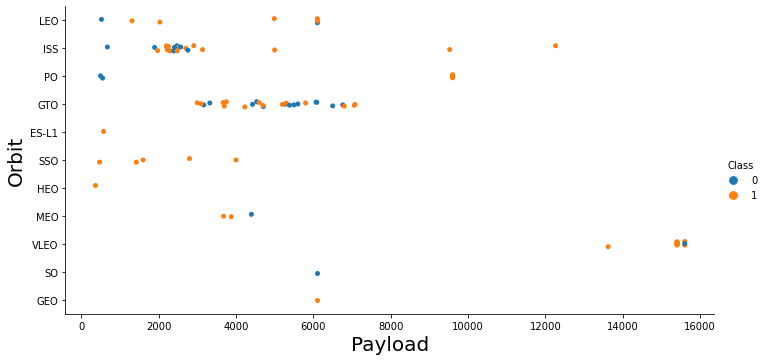 LEO
ISS
PO
GTO
ES-L1
SSO
HEO
MEO
VLEO
SO
GEO
Orbit
0
2000
4000
6000
8000
10000
12000
14000
16000
Payload
Class
0
1